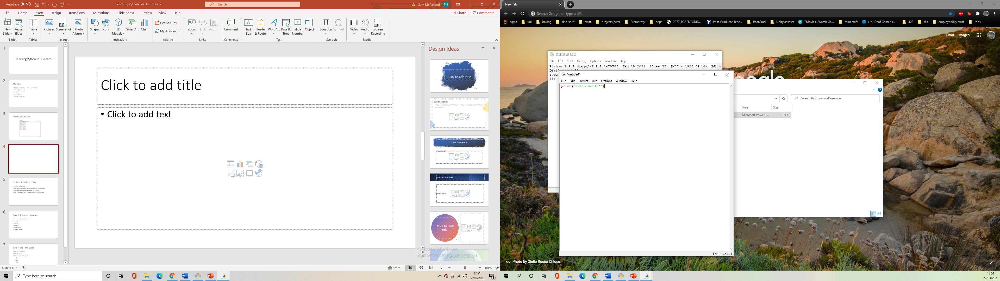 AutoSave Off
Teaching Python For Dummies
Search
Sam McParland SM
File Home Insert Design Transitions Animations Slide Show Review View Help
Share Comments
New Slide
Reuse Slides
Table
Pictures
Screenshot
Photo Album
Shapes
Icons
3D Models
SmartArt
Chart
Get Add-ins
My Add-ins
Zoom
Link
Action
Comment
Text Box
Header & Footer
WordArt
Date & Time
Slide Number
Object
Equation
Symbol
Video
Audio
Screen Recording
Slides Tables Images Illustrations Add-ins Links Comments Text Symbols Media
1
Teaching Python to Dummies
2
The IDLE
3
Creating a new File
4
5
So what actually is coding
6
Your first "proper" program
7
Data Types – The Basics
Click to add title
• Click to add text
Design Ideas
Click to add title
Click to add title
Click to add title
Click to add title
Click to add title
Activate Windows
Go to Settings to activate Windows.
Slide 4 of 7
Notes
103%
Type here to search
17:51
22/03/2021
3
New Tab
Search Google or type a URL
Apps uni baking dnd stuff stuff projects(curr) Profantasy pops 2977_PARENTGUID... Post-Graduate Teac... PostGrad Unity assests FMovies | Watch Ga... Minecraft (14) Deaf Gamer's... 328 dis employability stuff Jobs
Gmail Images
IDLE Shell 3.9.2
File Edit Shell Debug Options Window Help
Python 3.9.2 (tags/v3.9.2:1a79785, Feb 19 2021, 13:44:55) [MSC v.1928 64 bit (AM
D64)]
Type
>>>
*untitled*
File Edit Format Run Options Window Help
print("hello world!")
Ln: 1 Col: 21
Search Python-For-Dummies
Type Size
Microsoft PowerP... 39 KB
Photo by Giulio Rosso Chioso
17:51
22/03/2021